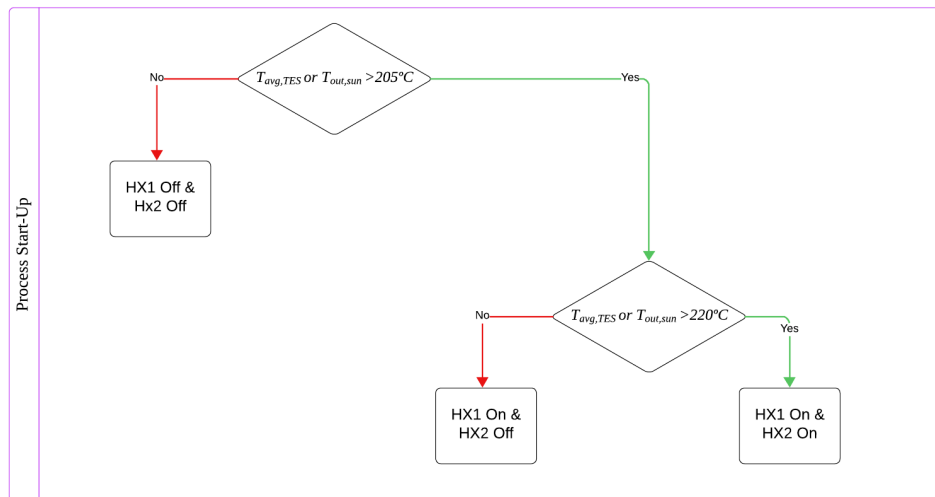 T_avg,TES or T_out,sun >205ºC
No
Yes
HX1 Off &
Hx2 Off
Process Start-Up
T_avg,TES or T_out,sun >220ºC
No
Yes
HX1 On &
HX2 Off
HX1 On &
HX2 On